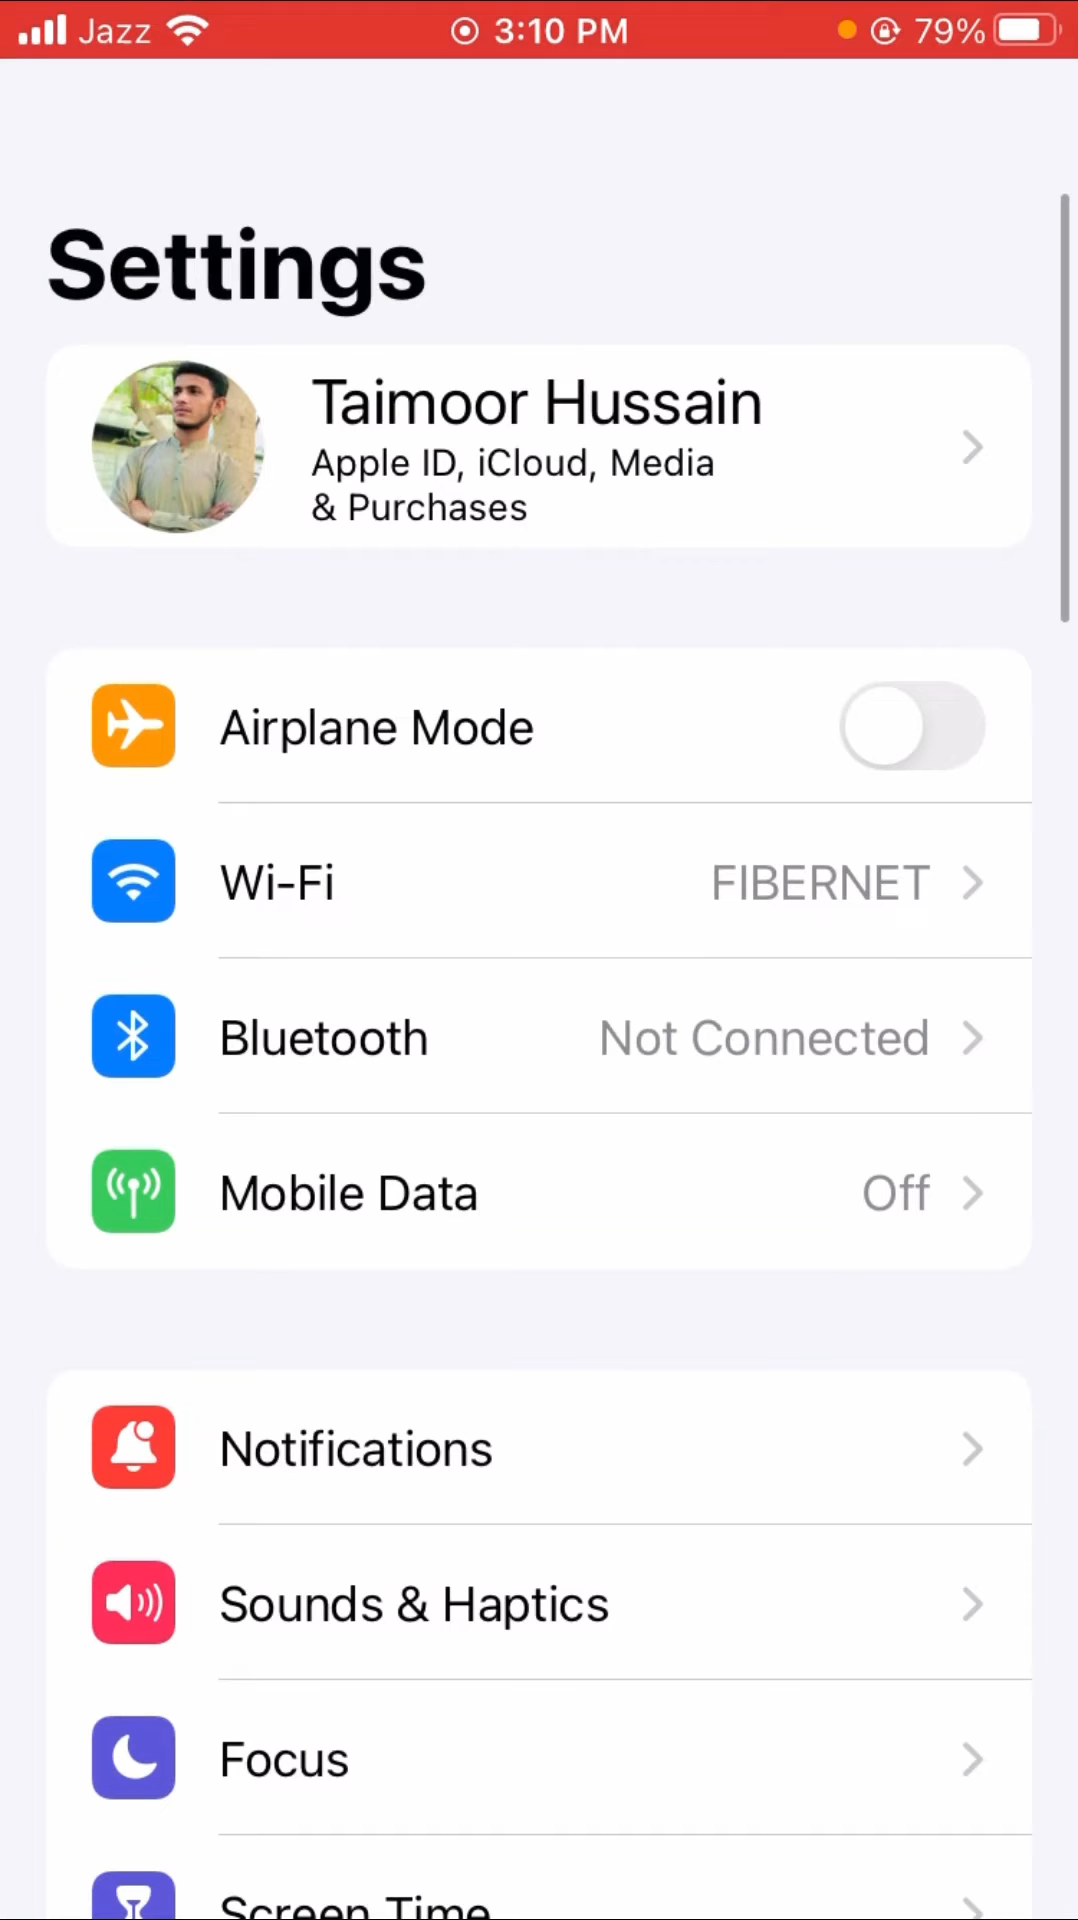 Jazz 3:10 PM 79%
Settings
Taimoor Hussain
Apple ID, iCloud, Media
& Purchases
Airplane Mode
Wi-Fi FIBERNET
Bluetooth Not Connected
Mobile Data Off
Notifications
Sounds & Haptics
Focus
Screen Time